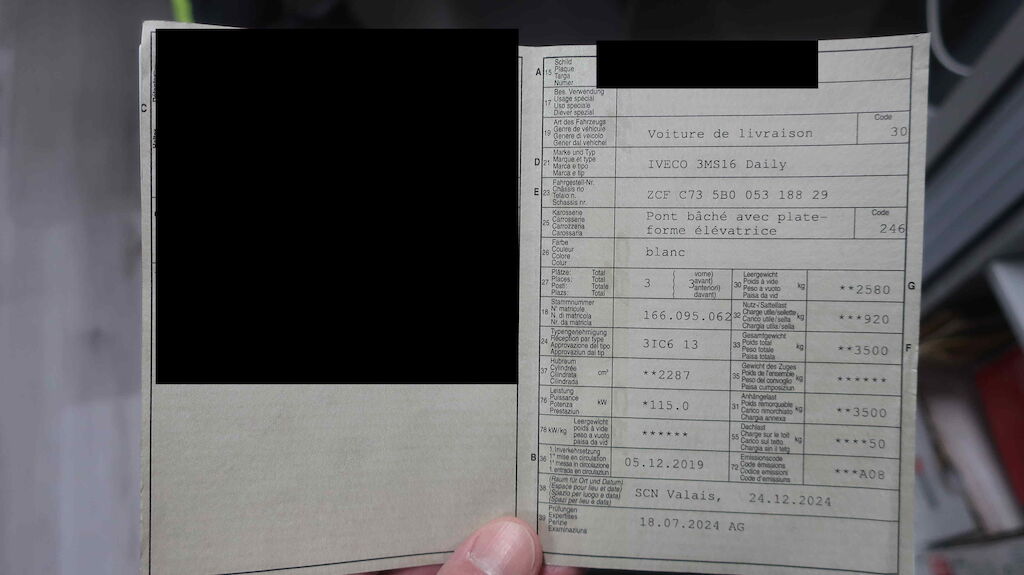 C
A 15 Schild
Plaque
Targa
Numer
17 Bes. Verwendung
Usage spécial
Uso speciale
Diever spezial
19 Art des Fahrzeugs
Genre de véhicule
Genere di veicolo
Gener dal vehichel
Voiture de livraison
Code
30
D 21 Marke und Typ
Marque et type
Marca e tipo
Marca e tip
IVECO 3MS16 Daily
E 23 Fahrgestell-Nr.
Châssis no
Telaio n.
Schassis nr.
ZCF C73 5B0 053 188 29
25 Karosserie
Carrosserie
Carrozzeria
Carossaria
Pont bâché avec plate-
forme élévatrice
Code
246
26 Farbe
Couleur
Colore
Colur
blanc
27 Plätze: Total
Places: Total
Posti: Totale
Plazs: Total
3 ( 3 vorne)
avant)
anteriori)
davant)
30 Leergewicht
Poids à vide
Peso a vuoto
Paisa da vid
kg
**2580
G
18 Stammnummer
N° matricule
N. di matricola
Nr. da matricla
166.095.062
32 Nutz-/Sattellast
Charge utile/sellette
Carico utile/sella
Chargia utila/sella
kg
***920
24 Typengenehmigung
Réception par type
Approvazione del tipo
Approvaziun dal tip
3IC6 13
33 Gesamtgewicht
Poids total
Peso totale
Paisa totala
kg
**3500
F
37 Hubraum
Cylindrée
Cilindrata
Cilindrada
cm³
**2287
35 Gewicht des Zuges
Poids de l'ensemble
Peso del convoglio
Paisa cumposiziun
kg
******
76 Leistung
Puissance
Potenza
Prestaziun
kW
*115.0
31 Anhängelast
Poids remorquable
Carico rimorchiato
Chargia annexa
kg
**3500
78 kW/kg
Leergewicht
poids à vide
peso a vuoto
paisa da vid
******
55 Dachlast
Charge sur le toit
Carico sul tetto
Chargia sin il tetg
kg
****50
B 36 1. Inverkehrsetzung
1re mise en circulation
1a messa in circolazione
1. entrada en circulaziun
05.12.2019
72 Emissionscode
Code émissions
Codice emissioni
Code d'emissiuns
***A08
38 (Raum für Ort und Datum)
(Espace pour lieu et date)
(Spazio per luogo e data)
(Spazi per lieu e data)
SCN Valais, 24.12.2024
39 Prüfungen
Expertises
Perizie
Examinaziuns
18.07.2024 AG